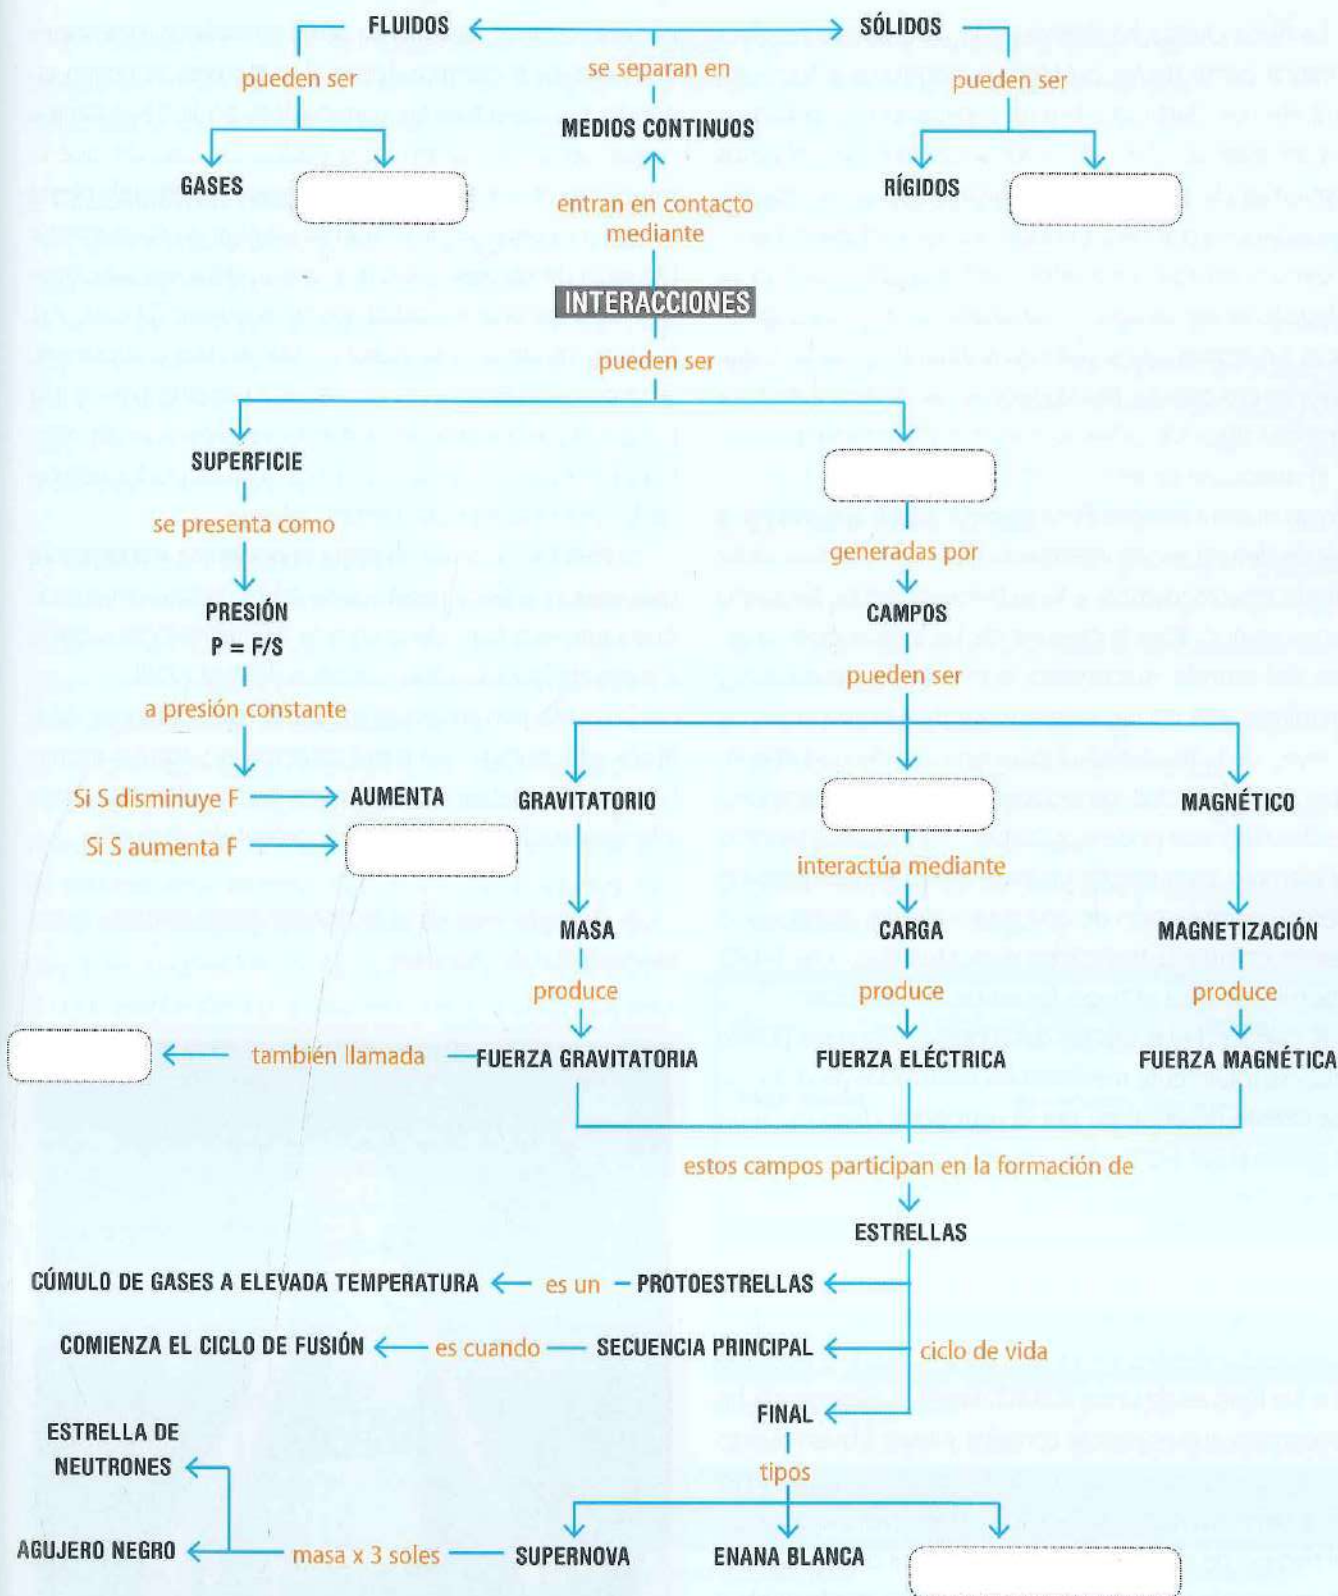 FLUIDOS
SÓLIDOS
pueden ser
se separan en
pueden ser
MEDIOS CONTINUOS
GASES
RÍGIDOS
entran en contacto
mediante
INTERACCIONES
pueden ser
SUPERFICIE
se presenta como
generadas por
PRESIÓN
P = F/S
CAMPOS
pueden ser
a presión constante
Si S disminuye F
AUMENTA
GRAVITATORIO
MAGNÉTICO
Si S aumenta F
interactúa mediante
MASA
CARGA
MAGNETIZACIÓN
produce
produce
produce
también llamada
FUERZA GRAVITATORIA
FUERZA ELÉCTRICA
FUERZA MAGNÉTICA
estos campos participan en la formación de
ESTRELLAS
CÚMULO DE GASES A ELEVADA TEMPERATURA
es un
PROTOESTRELLAS
COMIENZA EL CICLO DE FUSIÓN
es cuando
SECUENCIA PRINCIPAL
ciclo de vida
FINAL
ESTRELLA DE
NEUTRONES
tipos
AGUJERO NEGRO
masa x 3 soles
SUPERNOVA
ENANA BLANCA